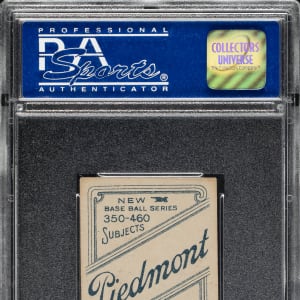 PROFESSIONAL
PSA
Sports®
AUTHENTICATOR
COLLECTORS
UNIVERSE
NEW
BASE BALL SERIES
350-460
SUBJECTS
Piedmont